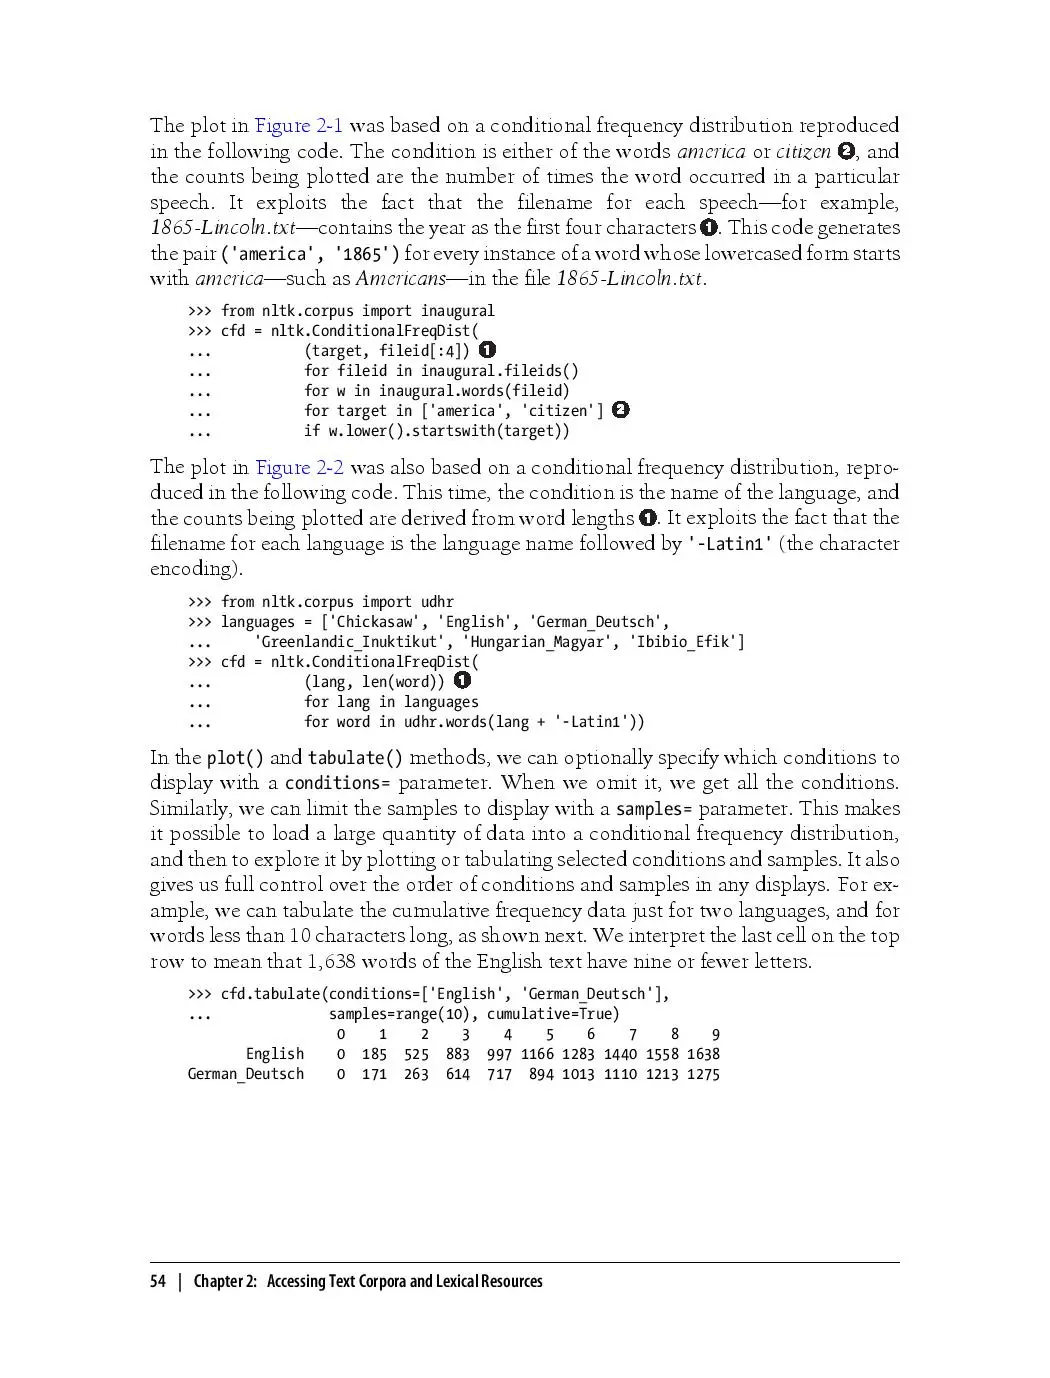 The plot in Figure 2-1 was based on a conditional frequency distribution reproduced
in the following code. The condition is either of the words america or citizen ❷, and
the counts being plotted are the number of times the word occurred in a particular
speech. It exploits the fact that the filename for each speech—for example,
1865-Lincoln.txt—contains the year as the first four characters ❶. This code generates
the pair ('america', '1865') for every instance of a word whose lowercased form starts
with america—such as Americans—in the file 1865-Lincoln.txt.
>>> from nltk.corpus import inaugural
>>> cfd = nltk.ConditionalFreqDist(
...           (target, fileid[:4]) ❶
...           for fileid in inaugural.fileids()
...           for w in inaugural.words(fileid)
...           for target in ['america', 'citizen'] ❷
...           if w.lower().startswith(target))
The plot in Figure 2-2 was also based on a conditional frequency distribution, repro-
duced in the following code. This time, the condition is the name of the language, and
the counts being plotted are derived from word lengths ❶. It exploits the fact that the
filename for each language is the language name followed by '-Latin1' (the character
encoding).
>>> from nltk.corpus import udhr
>>> languages = ['Chickasaw', 'English', 'German_Deutsch',
...     'Greenlandic_Inuktikut', 'Hungarian_Magyar', 'Ibibio_Efik']
>>> cfd = nltk.ConditionalFreqDist(
...           (lang, len(word)) ❶
...           for lang in languages
...           for word in udhr.words(lang + '-Latin1'))
In the plot() and tabulate() methods, we can optionally specify which conditions to
display with a conditions= parameter. When we omit it, we get all the conditions.
Similarly, we can limit the samples to display with a samples= parameter. This makes
it possible to load a large quantity of data into a conditional frequency distribution,
and then to explore it by plotting or tabulating selected conditions and samples. It also
gives us full control over the order of conditions and samples in any displays. For ex-
ample, we can tabulate the cumulative frequency data just for two languages, and for
words less than 10 characters long, as shown next. We interpret the last cell on the top
row to mean that 1,638 words of the English text have nine or fewer letters.
>>> cfd.tabulate(conditions=['English', 'German_Deutsch'],
...              samples=range(10), cumulative=True)
                  0    1    2    3    4    5    6    7    8    9
       English    0  185  525  883  997 1166 1283 1440 1558 1638
German_Deutsch    0  171  263  614  717  894 1013 1110 1213 1275
54 | Chapter 2: Accessing Text Corpora and Lexical Resources